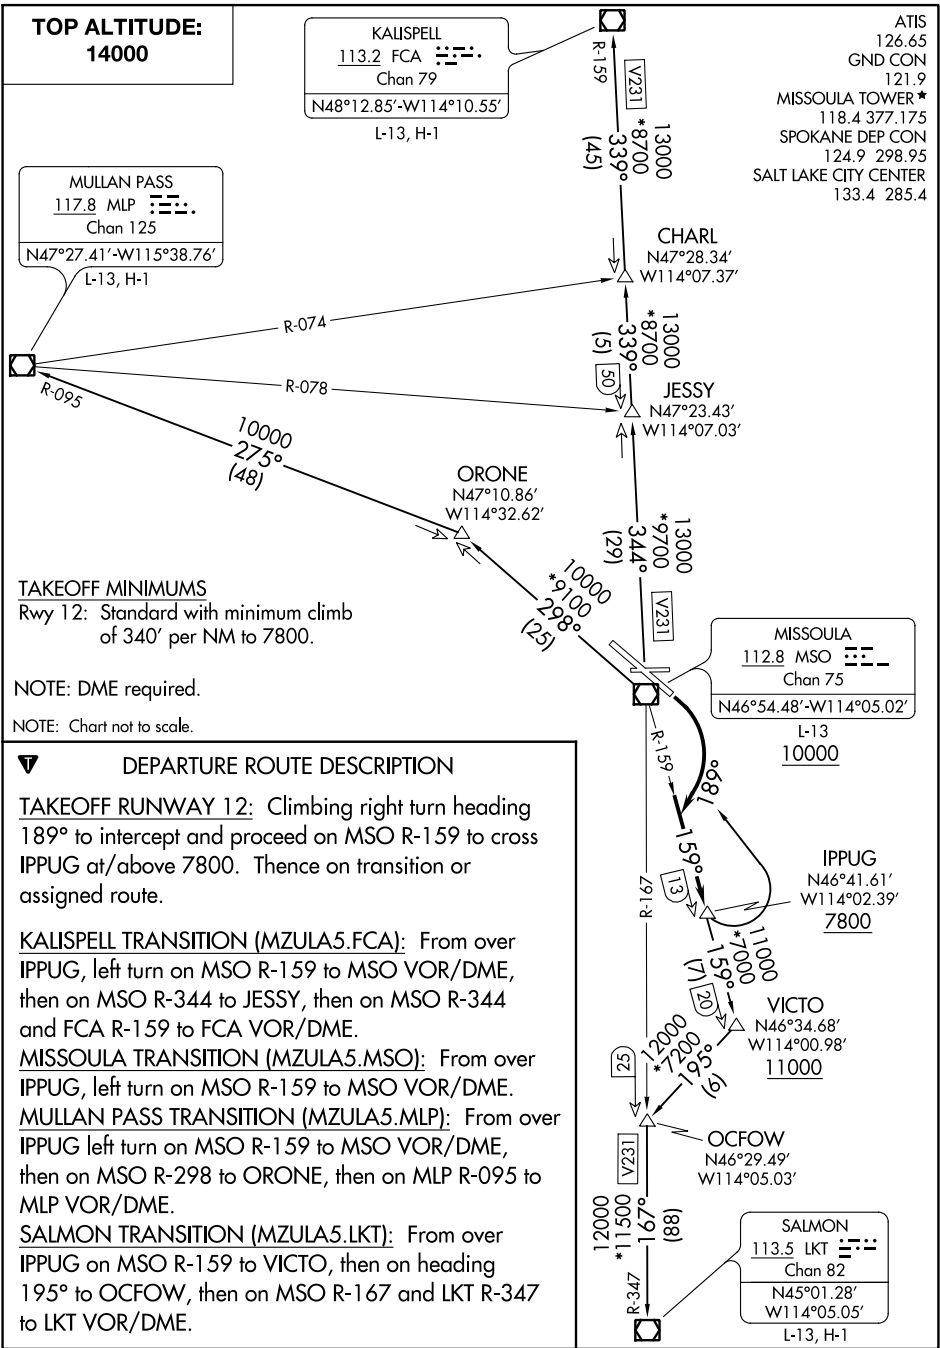 TOP ALTITUDE:
14000
KALISPELL
113.2 FCA
Chan 79
N48°12.85'-W114°10.55'
L-13, H-1
ATIS
126.65
GND CON
121.9
MISSOULA TOWER★
118.4 377.175
SPOKANE DEP CON
124.9 298.95
SALT LAKE CITY CENTER
133.4 285.4
R-159
V231
13000
*8700
339°
(45)
MULLAN PASS
117.8 MLP
Chan 125
N47°27.41'-W115°38.76'
L-13, H-1
CHARL
N47°28.34'
W114°07.37'
R-074
13000
*8700
339°
(5)
R-078
50
JESSY
N47°23.43'
W114°07.03'
R-095
10000
275°
(48)
ORONE
N47°10.86'
W114°32.62'
13000
*9700
344°
(29)
V231
10000
*9100
298°
(25)
TAKEOFF MINIMUMS
Rwy 12: Standard with minimum climb
of 340' per NM to 7800.
NOTE: DME required.
NOTE: Chart not to scale.
MISSOULA
112.8 MSO
Chan 75
N46°54.48'-W114°05.02'
L-13
10000
R-159
189°
159°
13
R-167
IPPUG
N46°41.61'
W114°02.39'
7800
11000
*7000
159°
(7)
20
VICTO
N46°34.68'
W114°00.98'
11000
12000
*7200
195°
(6)
25
OCFOW
N46°29.49'
W114°05.03'
V231
12000
*11500
167°
(88)
R-347
SALMON
113.5 LKT
Chan 82
N45°01.28'
W114°05.05'
L-13, H-1
T
DEPARTURE ROUTE DESCRIPTION
TAKEOFF RUNWAY 12: Climbing right turn heading
189° to intercept and proceed on MSO R-159 to cross
IPPUG at/above 7800. Thence on transition or
assigned route.
KALISPELL TRANSITION (MZULA5.FCA): From over
IPPUG, left turn on MSO R-159 to MSO VOR/DME,
then on MSO R-344 to JESSY, then on MSO R-344
and FCA R-159 to FCA VOR/DME.
MISSOULA TRANSITION (MZULA5.MSO): From over
IPPUG, left turn on MSO R-159 to MSO VOR/DME.
MULLAN PASS TRANSITION (MZULA5.MLP): From over
IPPUG left turn on MSO R-159 to MSO VOR/DME,
then on MSO R-298 to ORONE, then on MLP R-095 to
MLP VOR/DME.
SALMON TRANSITION (MZULA5.LKT): From over
IPPUG on MSO R-159 to VICTO, then on heading
195° to OCFOW, then on MSO R-167 and LKT R-347
to LKT VOR/DME.